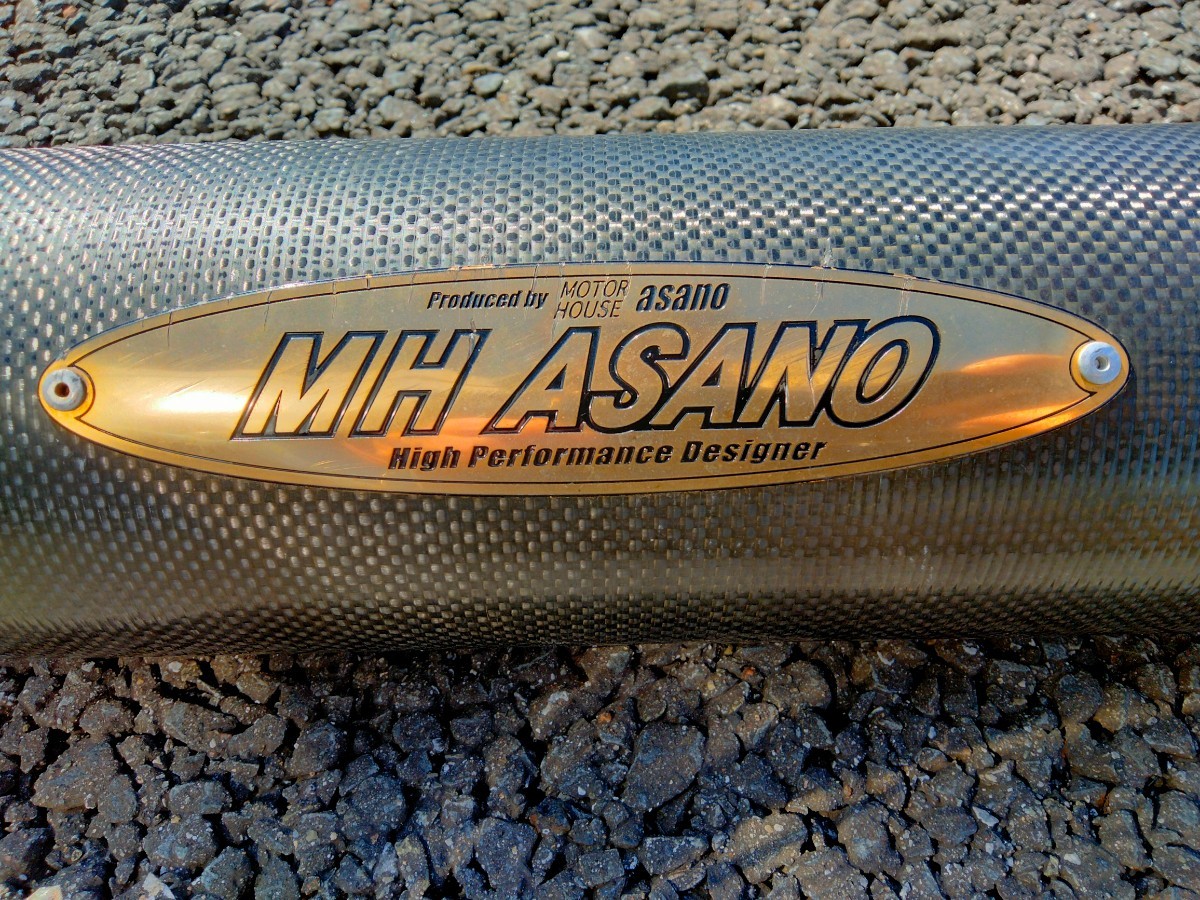 Produced by MOTOR HOUSE asano
MH ASANO
High Performance Designer